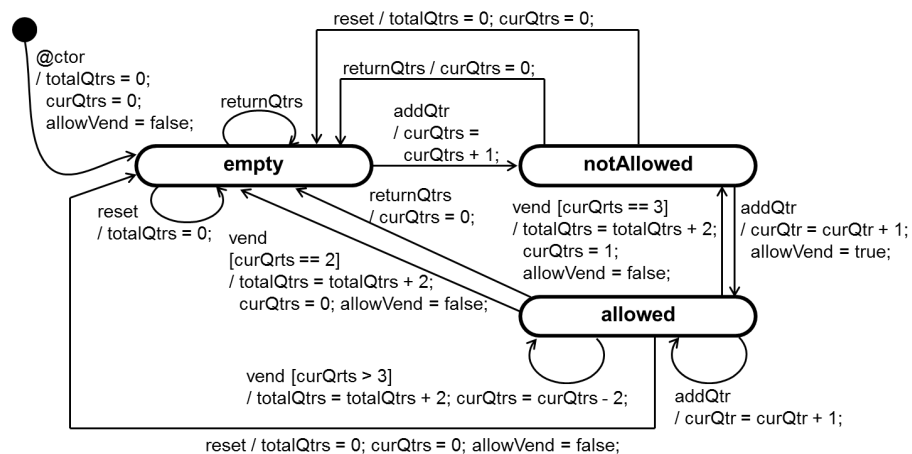 reset / totalQtrs = 0; curQtrs = 0;
@ctor
/ totalQtrs = 0;
curQtrs = 0;
allowVend = false;
returnQtrs
returnQtrs / curQtrs = 0;
addQtr
/ curQtrs =
curQtrs + 1;
empty
notAllowed
reset
/ totalQtrs = 0;
returnQtrs
/ curQtrs = 0;
vend [curQrts == 3]
/ totalQtrs = totalQtrs + 2;
curQtrs = 1;
allowVend = false;
addQtr
/ curQtr = curQtr + 1;
allowVend = true;
vend
[curQrts == 2]
/ totalQtrs = totalQtrs + 2;
curQtrs = 0; allowVend = false;
allowed
vend [curQrts > 3]
/ totalQtrs = totalQtrs + 2; curQtrs = curQtrs - 2;
addQtr
/ curQtr = curQtr + 1;
reset / totalQtrs = 0; curQtrs = 0; allowVend = false;